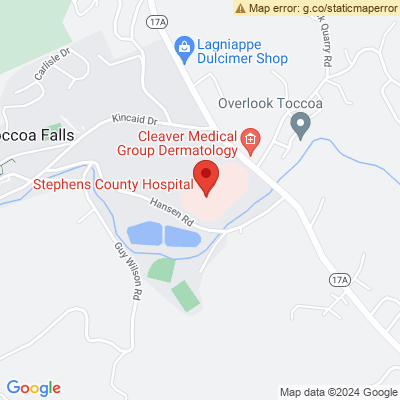 Map error: g.co/staticmaperror
17A
Carlisle Dr
Lagniappe
Dulcimer Shop
Quarry Rd
Kincaid Dr
Overlook Toccoa
occoa Falls
Cleaver Medical
Group Dermatology
Stephens County Hospital
Hansen Rd
Guy Wilson Rd
17A
Google
Map data ©2024 Google